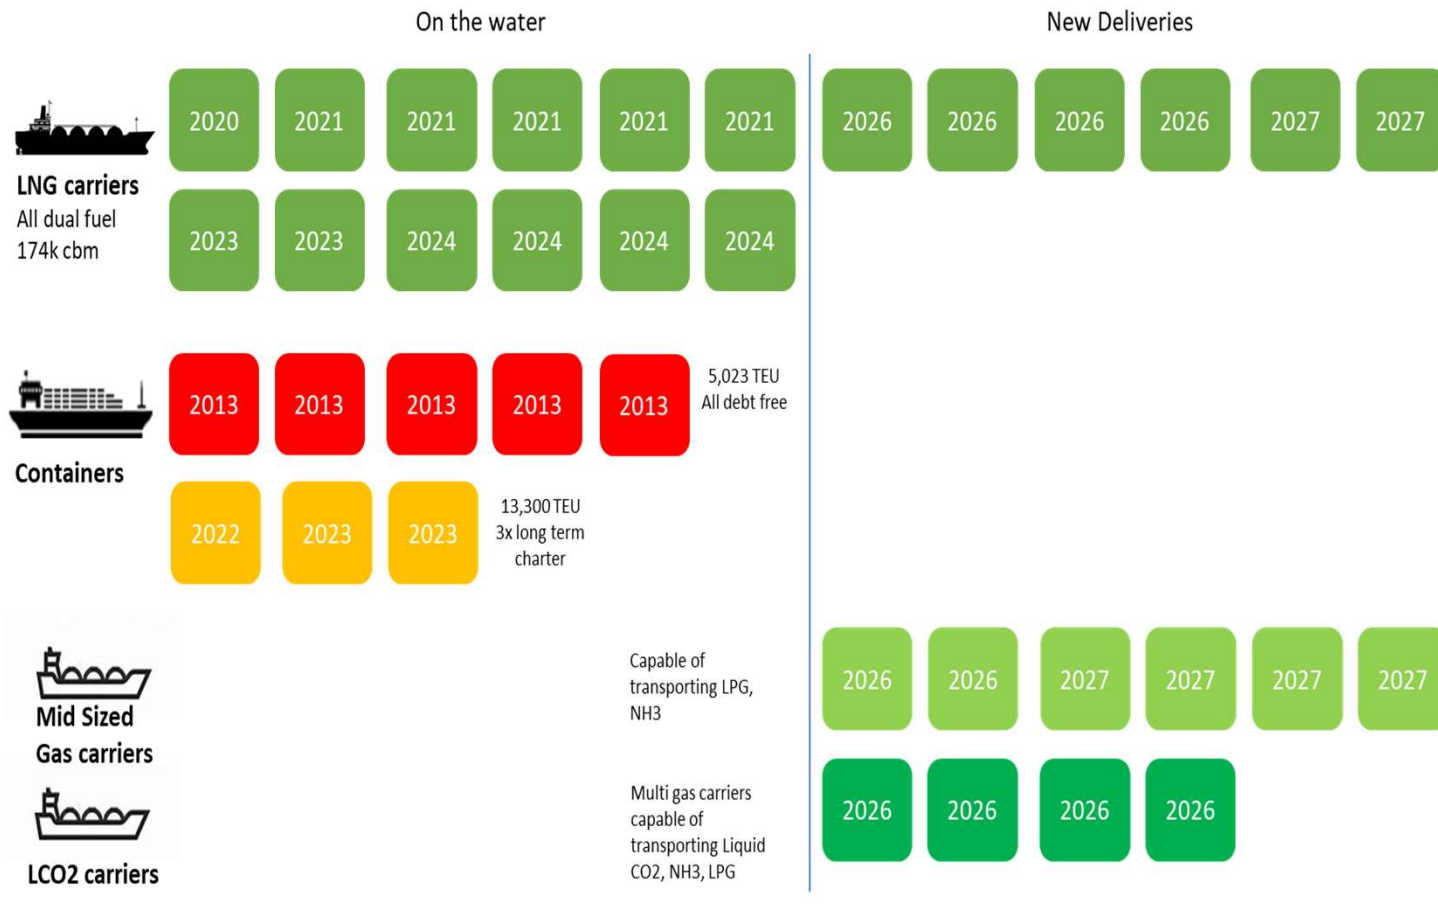 On the water
New Deliveries
2020 2021 2021 2021 2021 2021 2026 2026 2026 2026 2027 2027
LNG carriers
All dual fuel
174k cbm
2023 2023 2024 2024 2024 2024
2013 2013 2013 2013 2013
5,023 TEU
All debt free
Containers
2022 2023 2023
13,300 TEU
3x long term
charter
Mid Sized
Gas carriers
Capable of
transporting LPG,
NH3
2026 2026 2027 2027 2027 2027
LCO2 carriers
Multi gas carriers
capable of
transporting Liquid
CO2, NH3, LPG
2026 2026 2026 2026